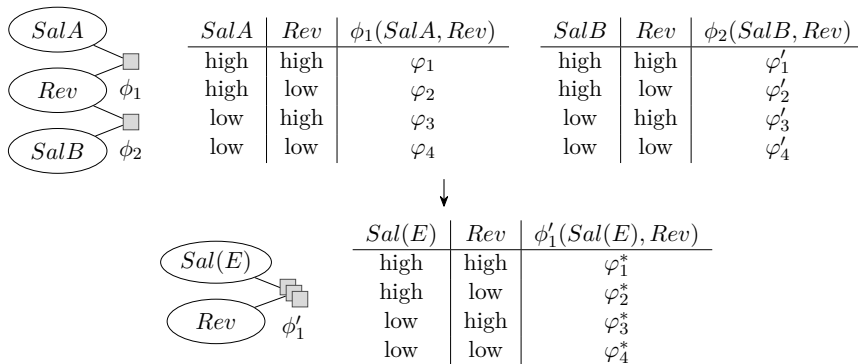 SalA
Rev
SalB
ϕ₁
ϕ₂
SalA Rev ϕ₁(SalA, Rev)
high high φ₁
high low φ₂
low high φ₃
low low φ₄
SalB Rev ϕ₂(SalB, Rev)
high high φ′₁
high low φ′₂
low high φ′₃
low low φ′₄
Sal(E)
Rev
ϕ′₁
Sal(E) Rev ϕ′₁(Sal(E), Rev)
high high φ*₁
high low φ*₂
low high φ*₃
low low φ*₄